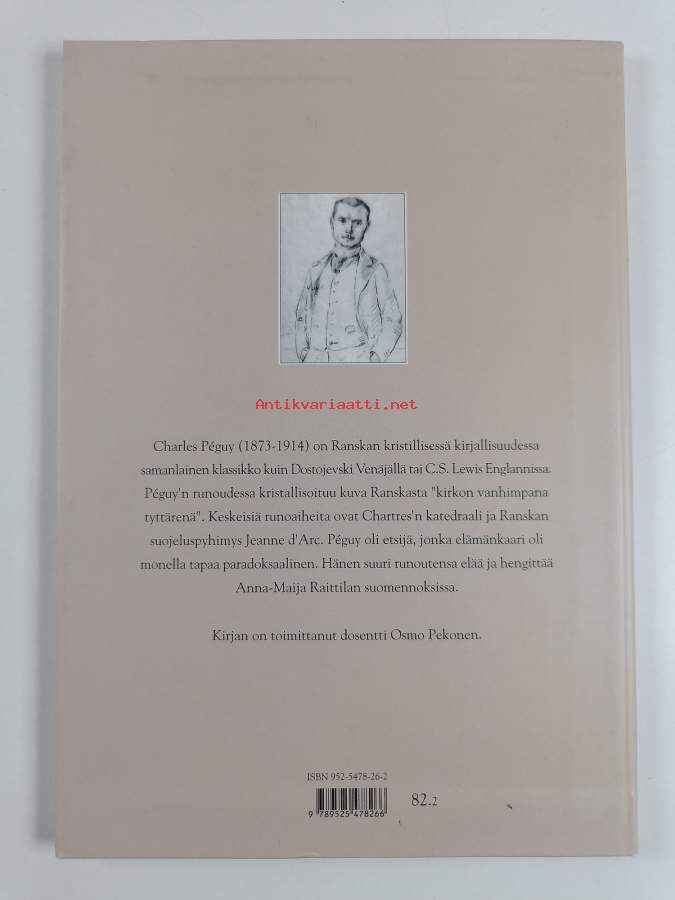 Antikvariaatti.net
Charles Péguy (1873-1914) on Ranskan kristillisessä kirjallisuudessa
samanlainen klassikko kuin Dostojevski Venäjällä tai C.S. Lewis Englannissa.
Péguy'n runoudessa kristallisoituu kuva Ranskasta "kirkon vanhimpana
tyttärenä". Keskeisiä runoaiheita ovat Chartres'n katedraali ja Ranskan
suojeluspyhimys Jeanne d'Arc. Péguy oli etsijä, jonka elämänkaari oli
monella tapaa paradoksaalinen. Hänen suuri runoutensa elää ja hengittää
Anna-Maija Raittilan suomennoksissa.
Kirjan on toimittanut dosentti Osmo Pekonen.
ISBN 952-5478-26-2
9 789525 478266
82.2